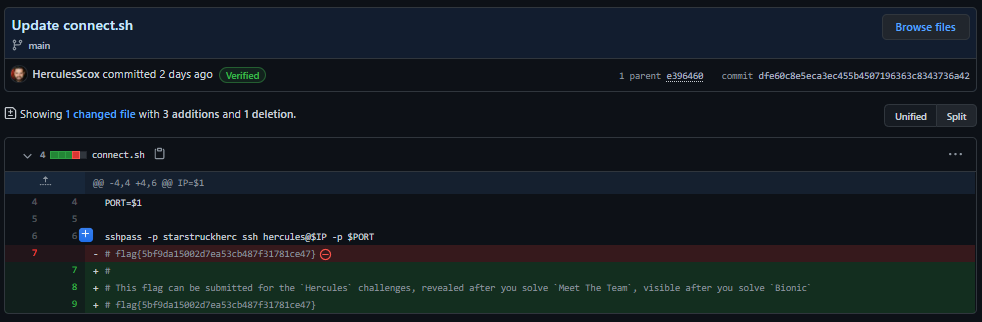 Update connect.sh
Browse files
main
HerculesScox committed 2 days ago Verified
1 parent e396460 commit dfe60c8e5eca3ec455b4507196363c8343736a42
Showing 1 changed file with 3 additions and 1 deletion.
Unified Split
4 connect.sh
@@ -4,4 +4,6 @@ IP=$1
4 4 PORT=$1
5 5
6 6 sshpass -p starstruckherc ssh hercules@$IP -p $PORT
7 - # flag{5bf9da15002d7ea53cb487f31781ce47}
7 + #
8 + # This flag can be submitted for the `Hercules` challenges, revealed after you solve `Meet The Team`, visible after you solve `Bionic`
9 + # flag{5bf9da15002d7ea53cb487f31781ce47}